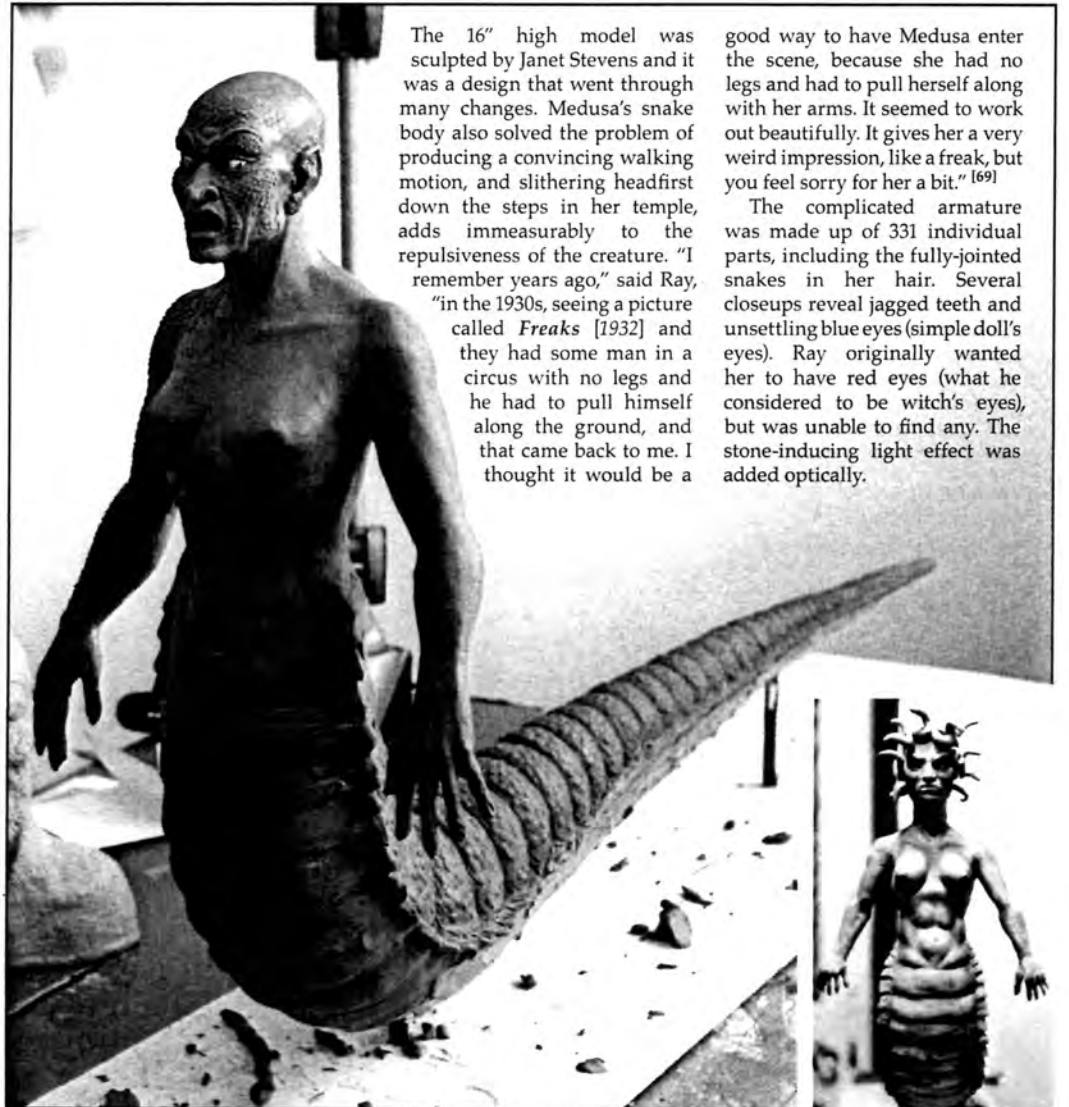 The 16" high model was
sculpted by Janet Stevens and it
was a design that went through
many changes. Medusa's snake
body also solved the problem of
producing a convincing walking
motion, and slithering headfirst
down the steps in her temple,
adds immeasurably to the
repulsiveness of the creature. "I
remember years ago," said Ray,
"in the 1930s, seeing a picture
called Freaks [1932] and
they had some man in a
circus with no legs and
he had to pull himself
along the ground, and
that came back to me. I
thought it would be a
good way to have Medusa enter
the scene, because she had no
legs and had to pull herself along
with her arms. It seemed to work
out beautifully. It gives her a very
weird impression, like a freak, but
you feel sorry for her a bit." [69]
The complicated armature
was made up of 331 individual
parts, including the fully-jointed
snakes in her hair. Several
closeups reveal jagged teeth and
unsettling blue eyes (simple doll's
eyes). Ray originally wanted
her to have red eyes (what he
considered to be witch's eyes),
but was unable to find any. The
stone-inducing light effect was
added optically.